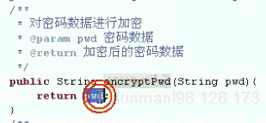 /**
* 对密码数据进行加密
* @param pwd 密码数据
* @return 加密后的密码数据
*/
public String encryptPwd(String pwd){
return pwd;
}
/**